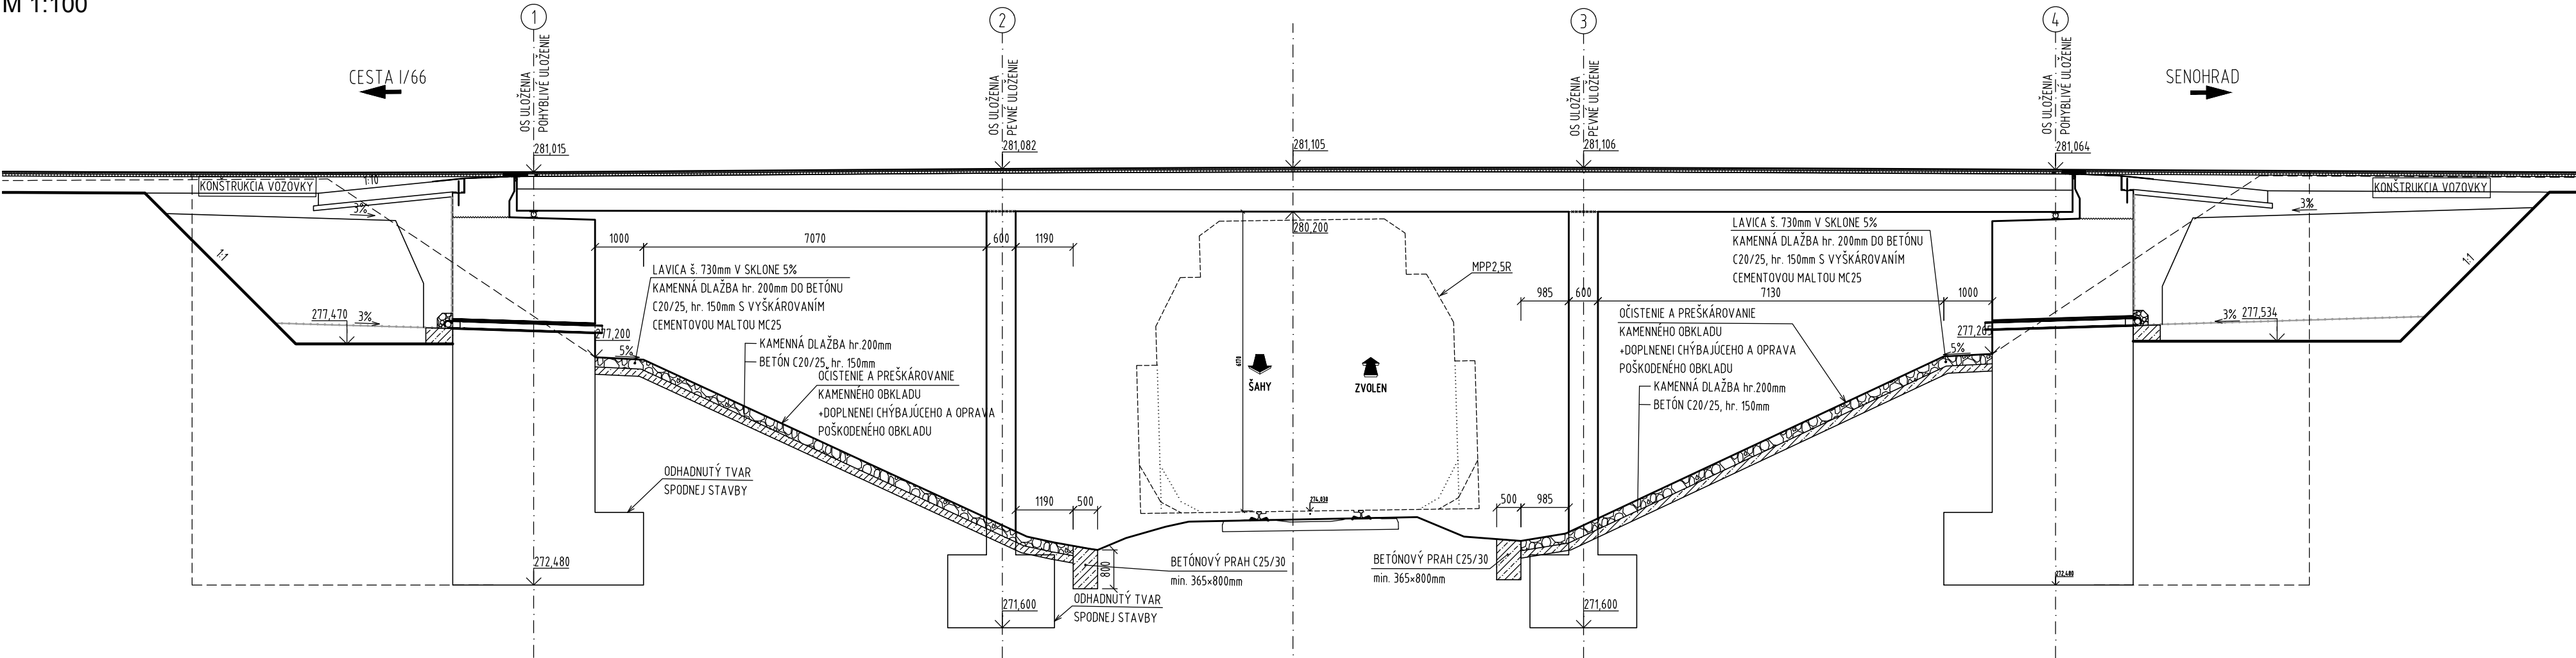 M 1:100
1
2
3
4
CESTA I/66
SENOHRAD
OS ULOŽENIA
POHYBLIVÉ ULOŽENIE
OS ULOŽENIA
PEVNÉ ULOŽENIE
OS ULOŽENIA
PEVNÉ ULOŽENIE
OS ULOŽENIA
POHYBLIVÉ ULOŽENIE
281,015
281,082
281,105
281,106
281,064
KONŠTRUKCIA VOZOVKY
1:10
3%
1:1
277,470
3%
277,200
5%
1000
7070
600
1190
LAVICA š. 730mm V SKLONE 5%
KAMENNÁ DLAŽBA hr. 200mm DO BETÓNU
C20/25, hr. 150mm S VYŠKÁROVANÍM
CEMENTOVOU MALTOU MC25
KAMENNÁ DLAŽBA hr.200mm
BETÓN C20/25, hr. 150mm
OČISTENIE A PREŠKÁROVANIE
KAMENNÉHO OBKLADU
+DOPLNENEI CHÝBAJÚCEHO A OPRAVA
POŠKODENÉHO OBKLADU
ODHADNUTÝ TVAR
SPODNEJ STAVBY
272,480
1190
500
800
BETÓNOVÝ PRAH C25/30
min. 365×800mm
ODHADNUTÝ TVAR
SPODNEJ STAVBY
271,600
280,200
6170
MPP2,5R
ŠAHY
ZVOLEN
274,030
985
600
7130
1000
LAVICA š. 730mm V SKLONE 5%
KAMENNÁ DLAŽBA hr. 200mm DO BETÓNU
C20/25, hr. 150mm S VYŠKÁROVANÍM
CEMENTOVOU MALTOU MC25
OČISTENIE A PREŠKÁROVANIE
KAMENNÉHO OBKLADU
+DOPLNENEI CHÝBAJÚCEHO A OPRAVA
POŠKODENÉHO OBKLADU
KAMENNÁ DLAŽBA hr.200mm
BETÓN C20/25, hr. 150mm
500
985
BETÓNOVÝ PRAH C25/30
min. 365×800mm
271,600
5%
272,480
KONŠTRUKCIA VOZOVKY
3%
1:1
3%
277,534